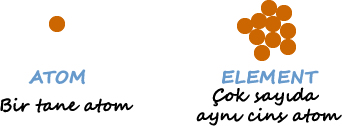 ATOM
Bir tane atom
ELEMENT
Çok sayıda
aynı cins atom